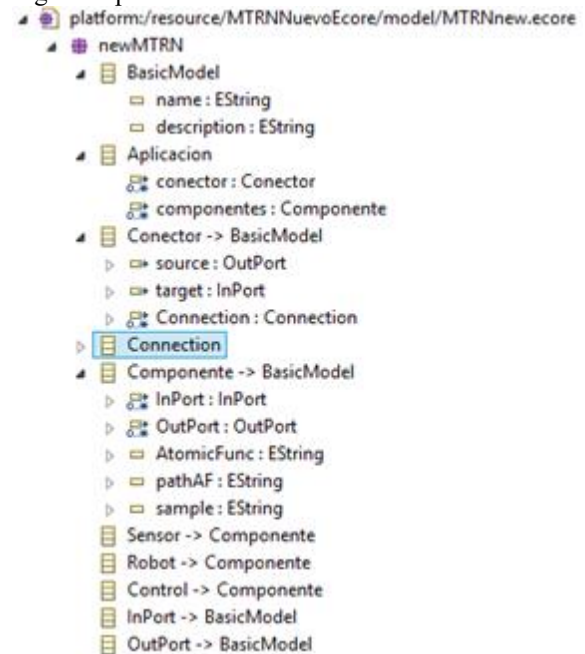 platform:/resource/MTRNNuevoEcore/model/MTRNnew.ecore
newMTRN
BasicModel
name : EString
description : EString
Aplicacion
conector : Conector
componentes : Componente
Conector -> BasicModel
source : OutPort
target : InPort
Connection : Connection
Connection
Componente -> BasicModel
InPort : InPort
OutPort : OutPort
AtomicFunc : EString
pathAF : EString
sample : EString
Sensor -> Componente
Robot -> Componente
Control -> Componente
InPort -> BasicModel
OutPort -> BasicModel